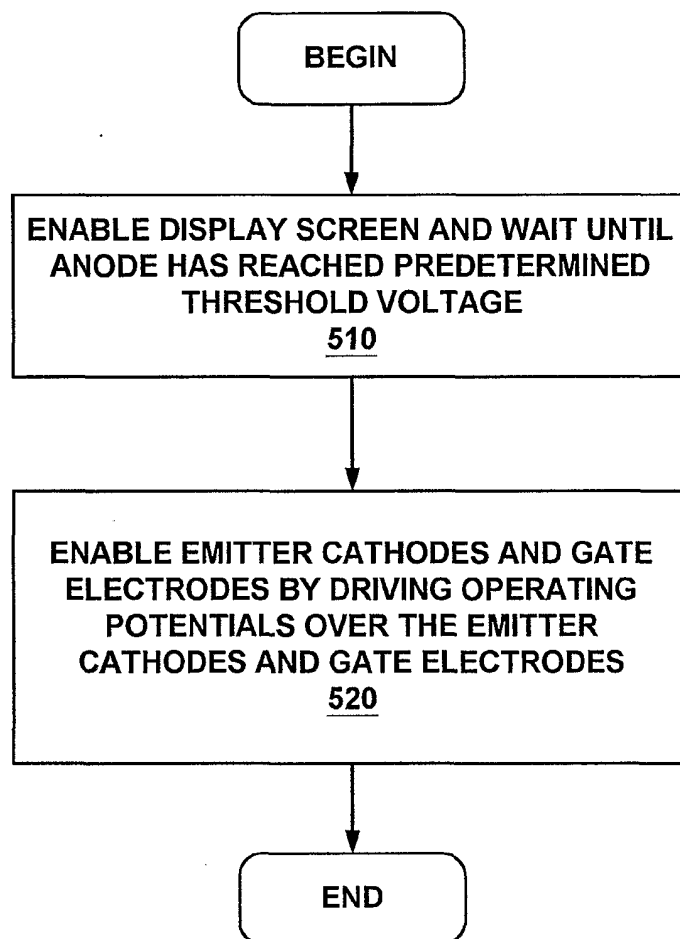 BEGIN
ENABLE DISPLAY SCREEN AND WAIT UNTIL
ANODE HAS REACHED PREDETERMINED
THRESHOLD VOLTAGE
510
ENABLE EMITTER CATHODES AND GATE
ELECTRODES BY DRIVING OPERATING
POTENTIALS OVER THE EMITTER
CATHODES AND GATE ELECTRODES
520
END